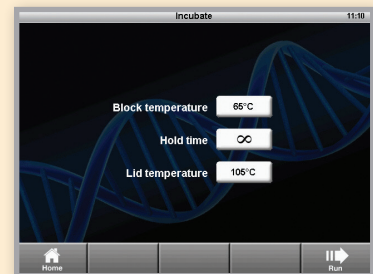 Incubate 11:10
Block temperature 65°C
Hold time ∞
Lid temperature 105°C
Home Run